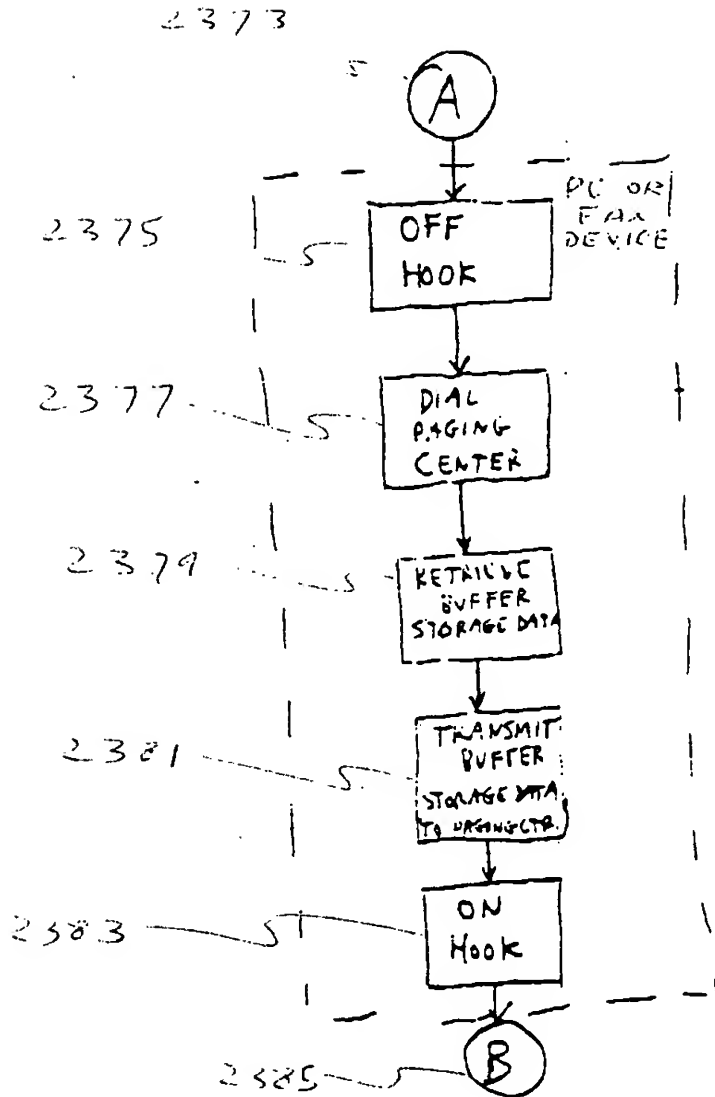 2373
A
PC OR
FAX
DEVICE
2375
OFF
HOOK
2377
DIAL
PAGING
CENTER
2379
RETRIEVE
BUFFER
STORAGE DATA
2381
TRANSMIT
BUFFER
STORAGE DATA
TO PAGING CTR.
2383
ON
HOOK
2385
B